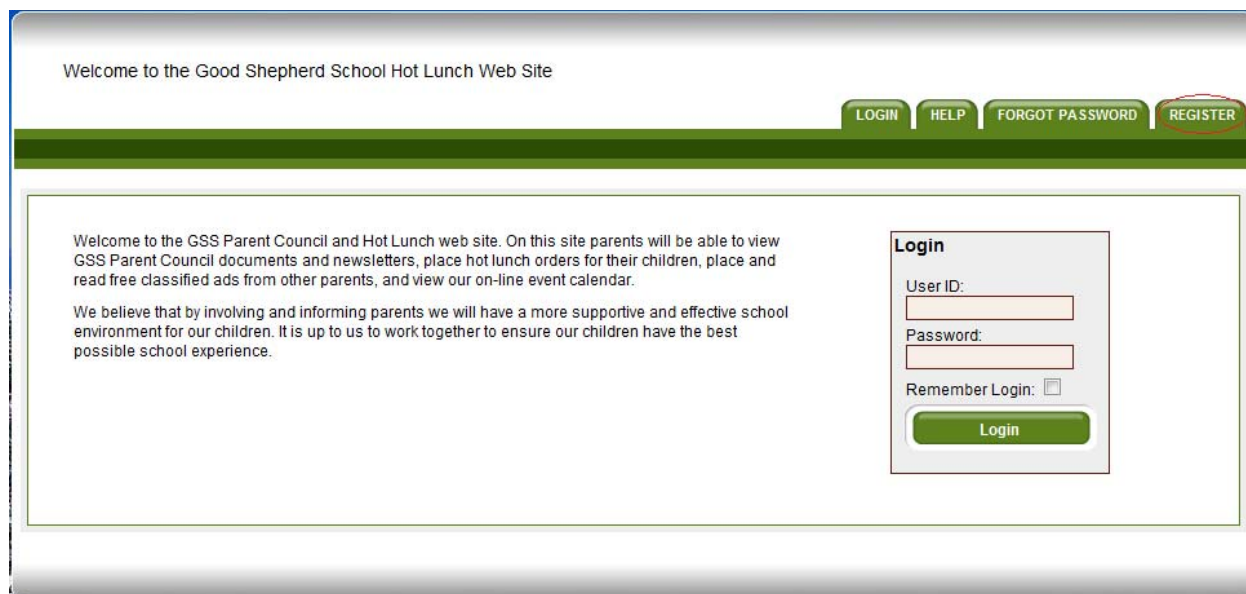 Welcome to the Good Shepherd School Hot Lunch Web Site
LOGIN HELP FORGOT PASSWORD REGISTER
Welcome to the GSS Parent Council and Hot Lunch web site. On this site parents will be able to view
GSS Parent Council documents and newsletters, place hot lunch orders for their children, place and
read free classified ads from other parents, and view our on-line event calendar.
We believe that by involving and informing parents we will have a more supportive and effective school
environment for our children. It is up to us to work together to ensure our children have the best
possible school experience.
Login
User ID:
Password:
Remember Login:
Login